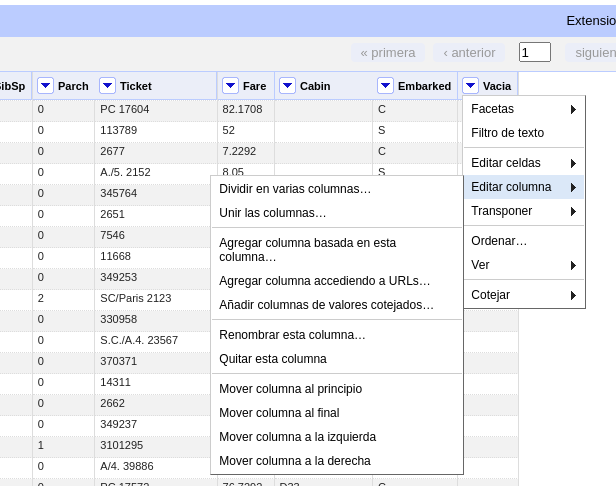 Extensio
« primera ‹ anterior 1 siguien
SibSp Parch Ticket Fare Cabin Embarked Vacia
0 PC 17604 82.1708 C
0 113789 52 S
0 2677 7.2292 C
0 A./5. 2152 8.05 S
0 345764
0 2651
0 7546
0 11668
0 349253
2 SC/Paris 2123
0 330958
0 S.C./A.4. 23567
0 370371
0 14311
0 2662
0 349237
1 3101295
0 A/4. 39886
0 PC 17572 76.7292 D33 C
Facetas
Filtro de texto
Editar celdas
Editar columna
Transponer
Ordenar…
Ver
Cotejar
Dividir en varias columnas…
Unir las columnas…
Agregar columna basada en esta
columna…
Agregar columna accediendo a URLs…
Añadir columnas de valores cotejados…
Renombrar esta columna…
Quitar esta columna
Mover columna al principio
Mover columna al final
Mover columna a la izquierda
Mover columna a la derecha